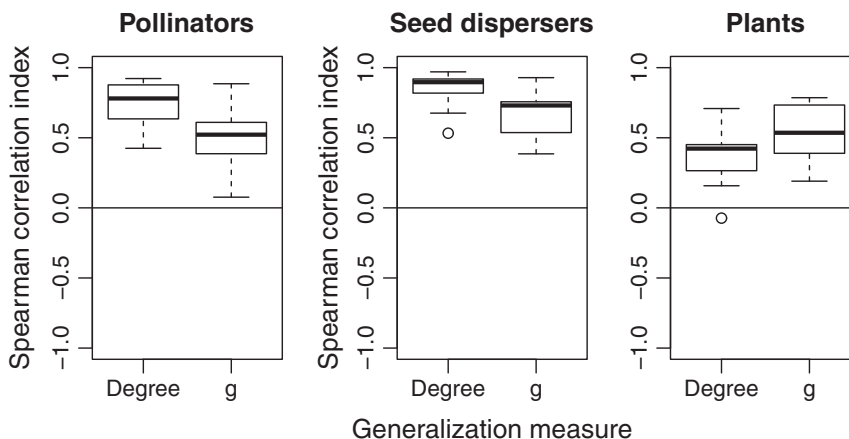 Pollinators
Seed dispersers
Plants
Spearman correlation index
1.0
0.5
0.0
−0.5
−1.0
Degree
g
Spearman correlation index
1.0
0.5
0.0
−0.5
−1.0
Degree
g
1.0
0.5
0.0
−0.5
−1.0
Degree
g
Generalization measure